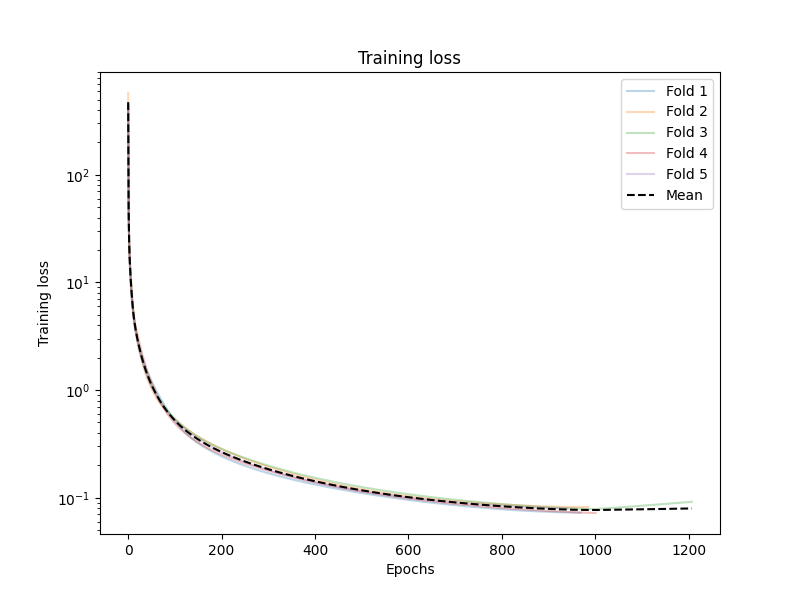 Training loss
Fold 1
Fold 2
Fold 3
Fold 4
Fold 5
Mean
Training loss
10²
10¹
10⁰
10⁻¹
0 200 400 600 800 1000 1200
Epochs